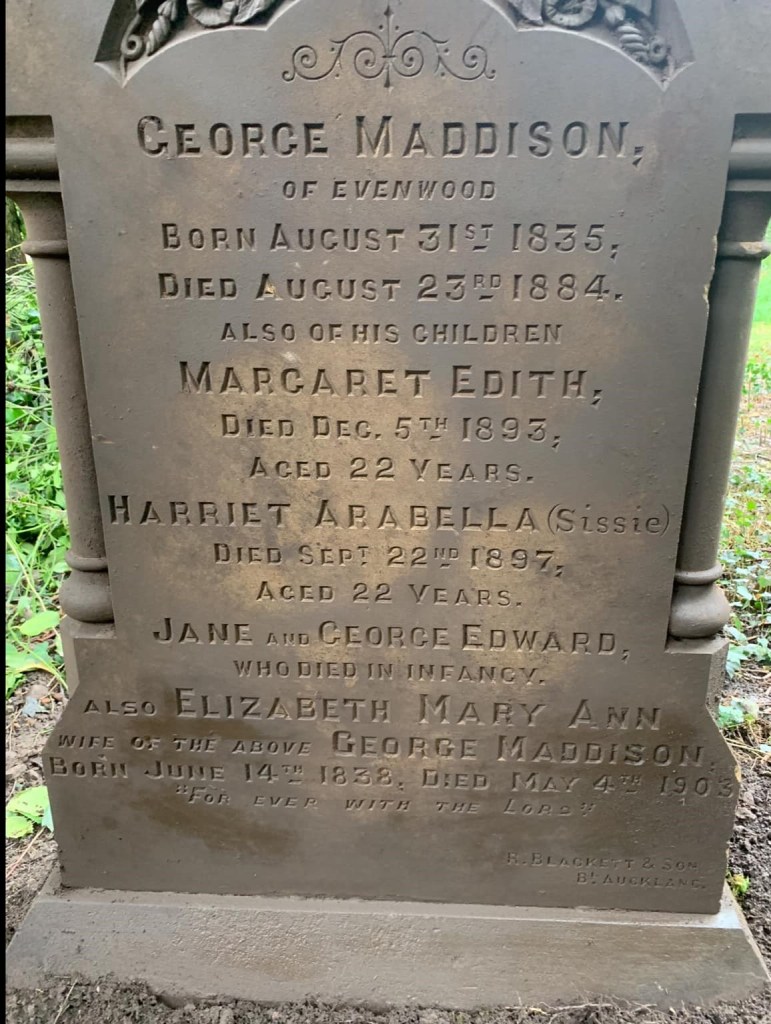 GEORGE MADDISON,
OF EVENWOOD
BORN AUGUST 31ST 1835,
DIED AUGUST 23RD 1884.
ALSO OF HIS CHILDREN
MARGARET EDITH,
DIED DEC. 5TH 1893,
AGED 22 YEARS.
HARRIET ARABELLA (Sissie)
DIED SEPT 22ND 1897,
AGED 22 YEARS.
JANE AND GEORGE EDWARD,
WHO DIED IN INFANCY.
ALSO ELIZABETH MARY ANN
WIFE OF THE ABOVE GEORGE MADDISON,
BORN JUNE 14TH 1838, DIED MAY 4TH 1903
"FOR EVER WITH THE LORD"
R. BLACKETT & SON
BP. AUCKLAND.